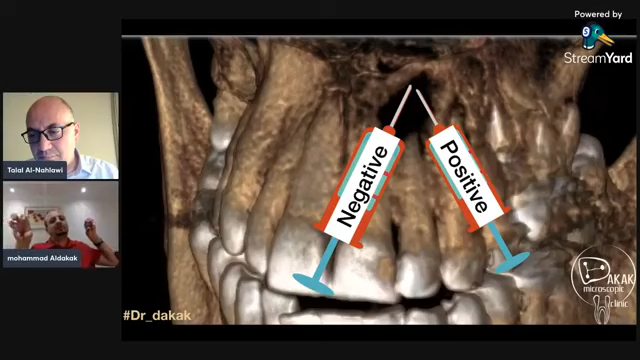 Powered by
S
StreamYard
Talal Al-Nahlawi
mohammad Aldakak
Negative
Positive
#Dr_dakak
DAKAK
microscopic
clinic